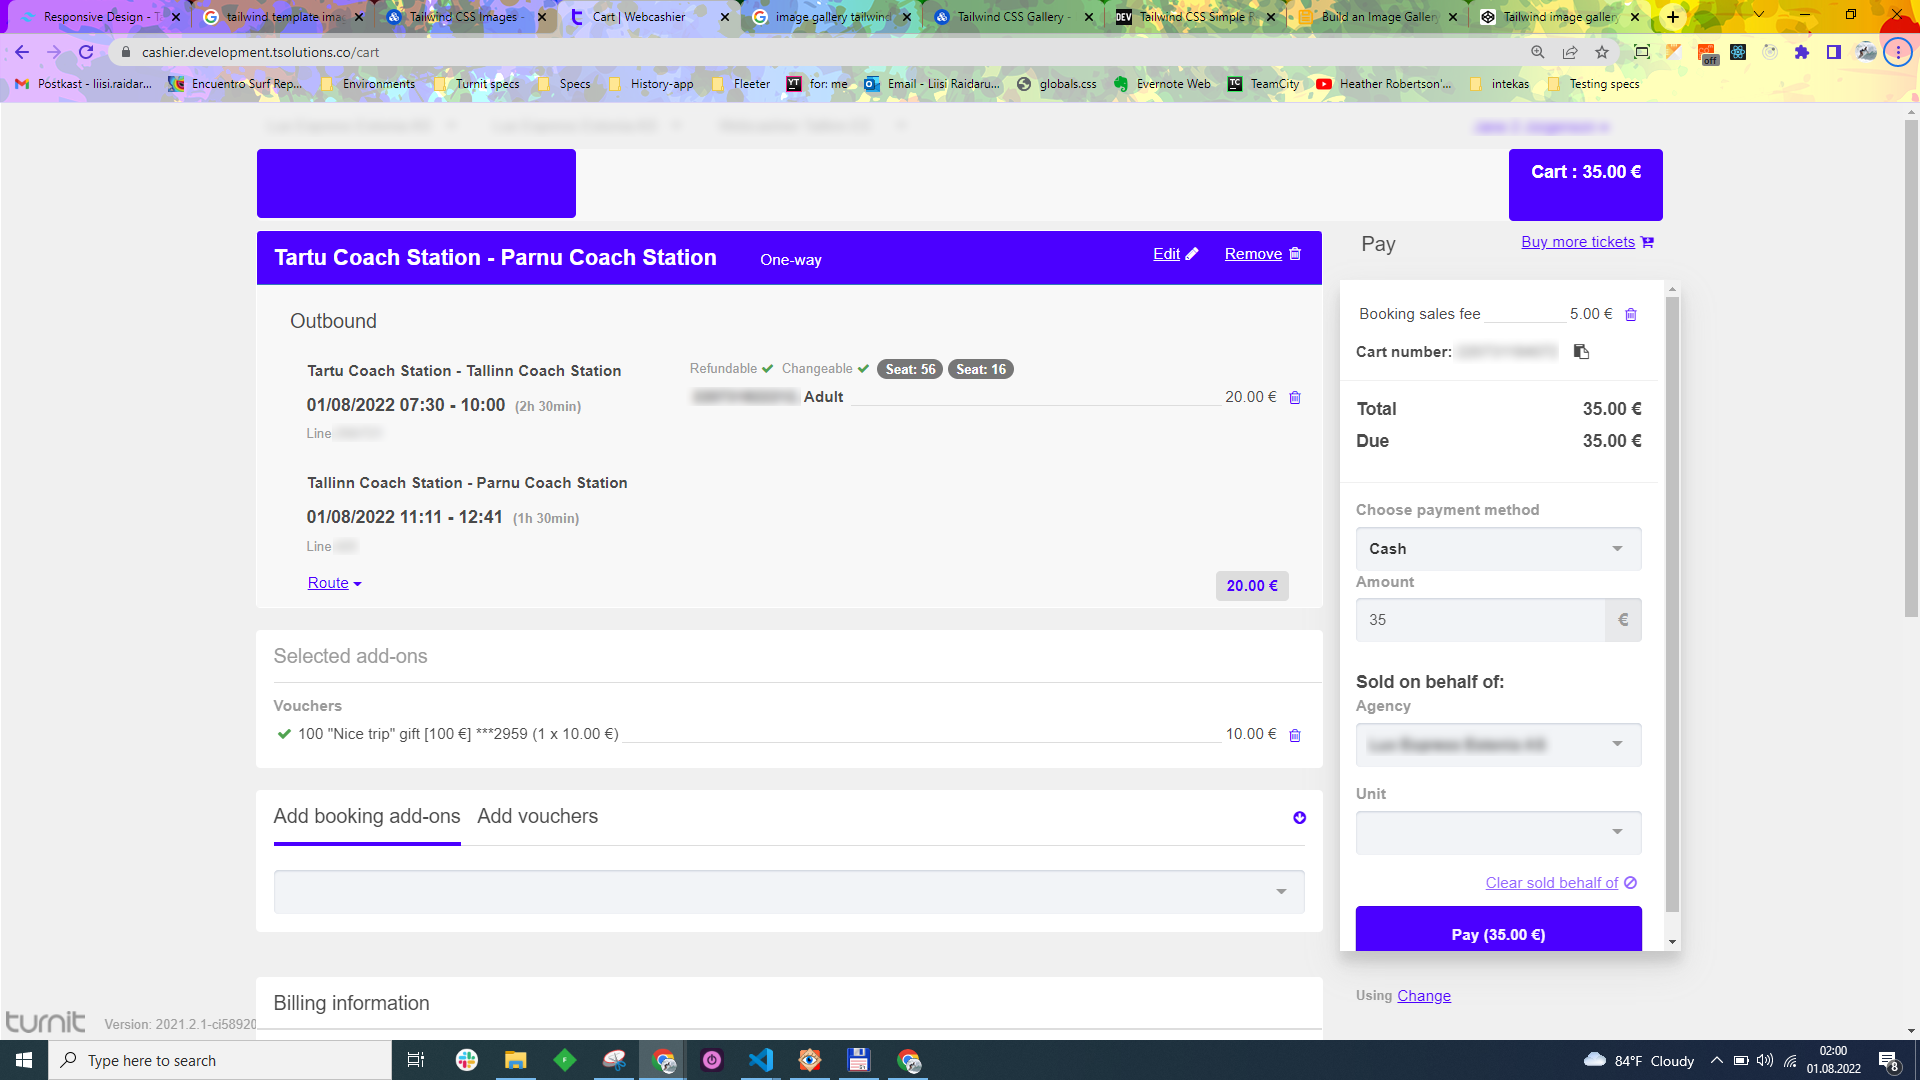 Responsive Design - T
tailwind template imag
Tailwind CSS Images -
Cart | Webcashier
image gallery tailwind
Tailwind CSS Gallery -
DEV
Tailwind CSS Simple
Build an Image Gallery
Tailwind image gallery
cashier.development.tsolutions.co/cart
off
Postkast - liisi.raidar...
Encuentro Surf Rep...
Environments
Turnit specs
Specs
History-app
Fleeter
for: me
Email - Liisi Raidaru...
globals.css
Evernote Web
TeamCity
Heather Robertson'...
intekas
Testing specs
Cart : 35.00 €
Tartu Coach Station - Parnu Coach Station
One-way
Edit
Remove
Pay
Buy more tickets
Outbound
Tartu Coach Station - Tallinn Coach Station
01/08/2022 07:30 - 10:00 (2h 30min)
Line
Refundable
Changeable
Seat: 56
Seat: 16
Adult
20.00 €
Tallinn Coach Station - Parnu Coach Station
01/08/2022 11:11 - 12:41 (1h 30min)
Line
Route
20.00 €
Selected add-ons
Vouchers
100 "Nice trip" gift [100 €] ***2959 (1 x 10.00 €)
10.00 €
Add booking add-ons
Add vouchers
Billing information
Booking sales fee
5.00 €
Cart number:
Total
35.00 €
Due
35.00 €
Choose payment method
Cash
Amount
35
€
Sold on behalf of:
Agency
Unit
Clear sold behalf of
Pay (35.00 €)
Using Change
turnit
Version: 2021.2.1-ci58920
Type here to search
84°F Cloudy
02:00
01.08.2022
8